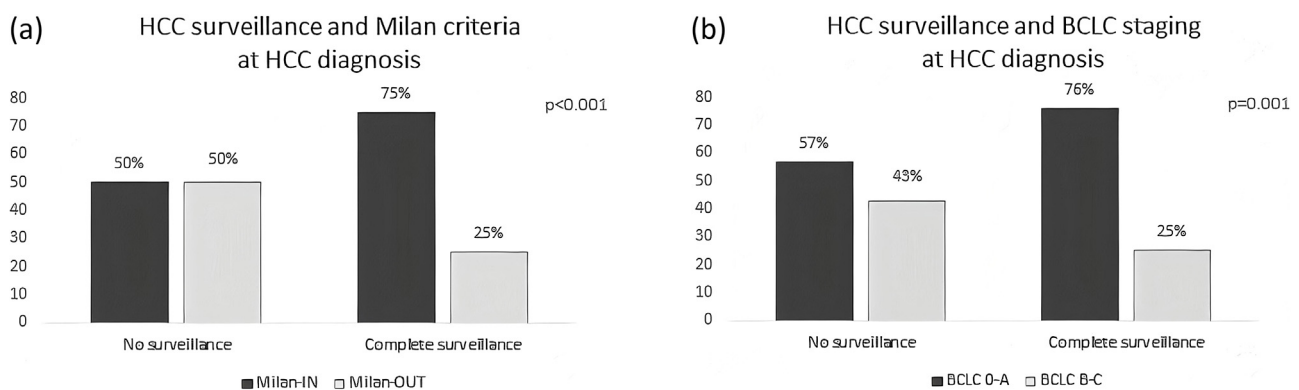 (a)
HCC surveillance and Milan criteria
at HCC diagnosis
80
70
60
50
40
30
20
10
0
50%
50%
75%
25%
p<0.001
No surveillance
Complete surveillance
Milan-IN
Milan-OUT
(b)
HCC surveillance and BCLC staging
at HCC diagnosis
80
70
60
50
40
30
20
10
0
57%
43%
76%
25%
p=0.001
No surveillance
Complete surveillance
BCLC 0-A
BCLC B-C